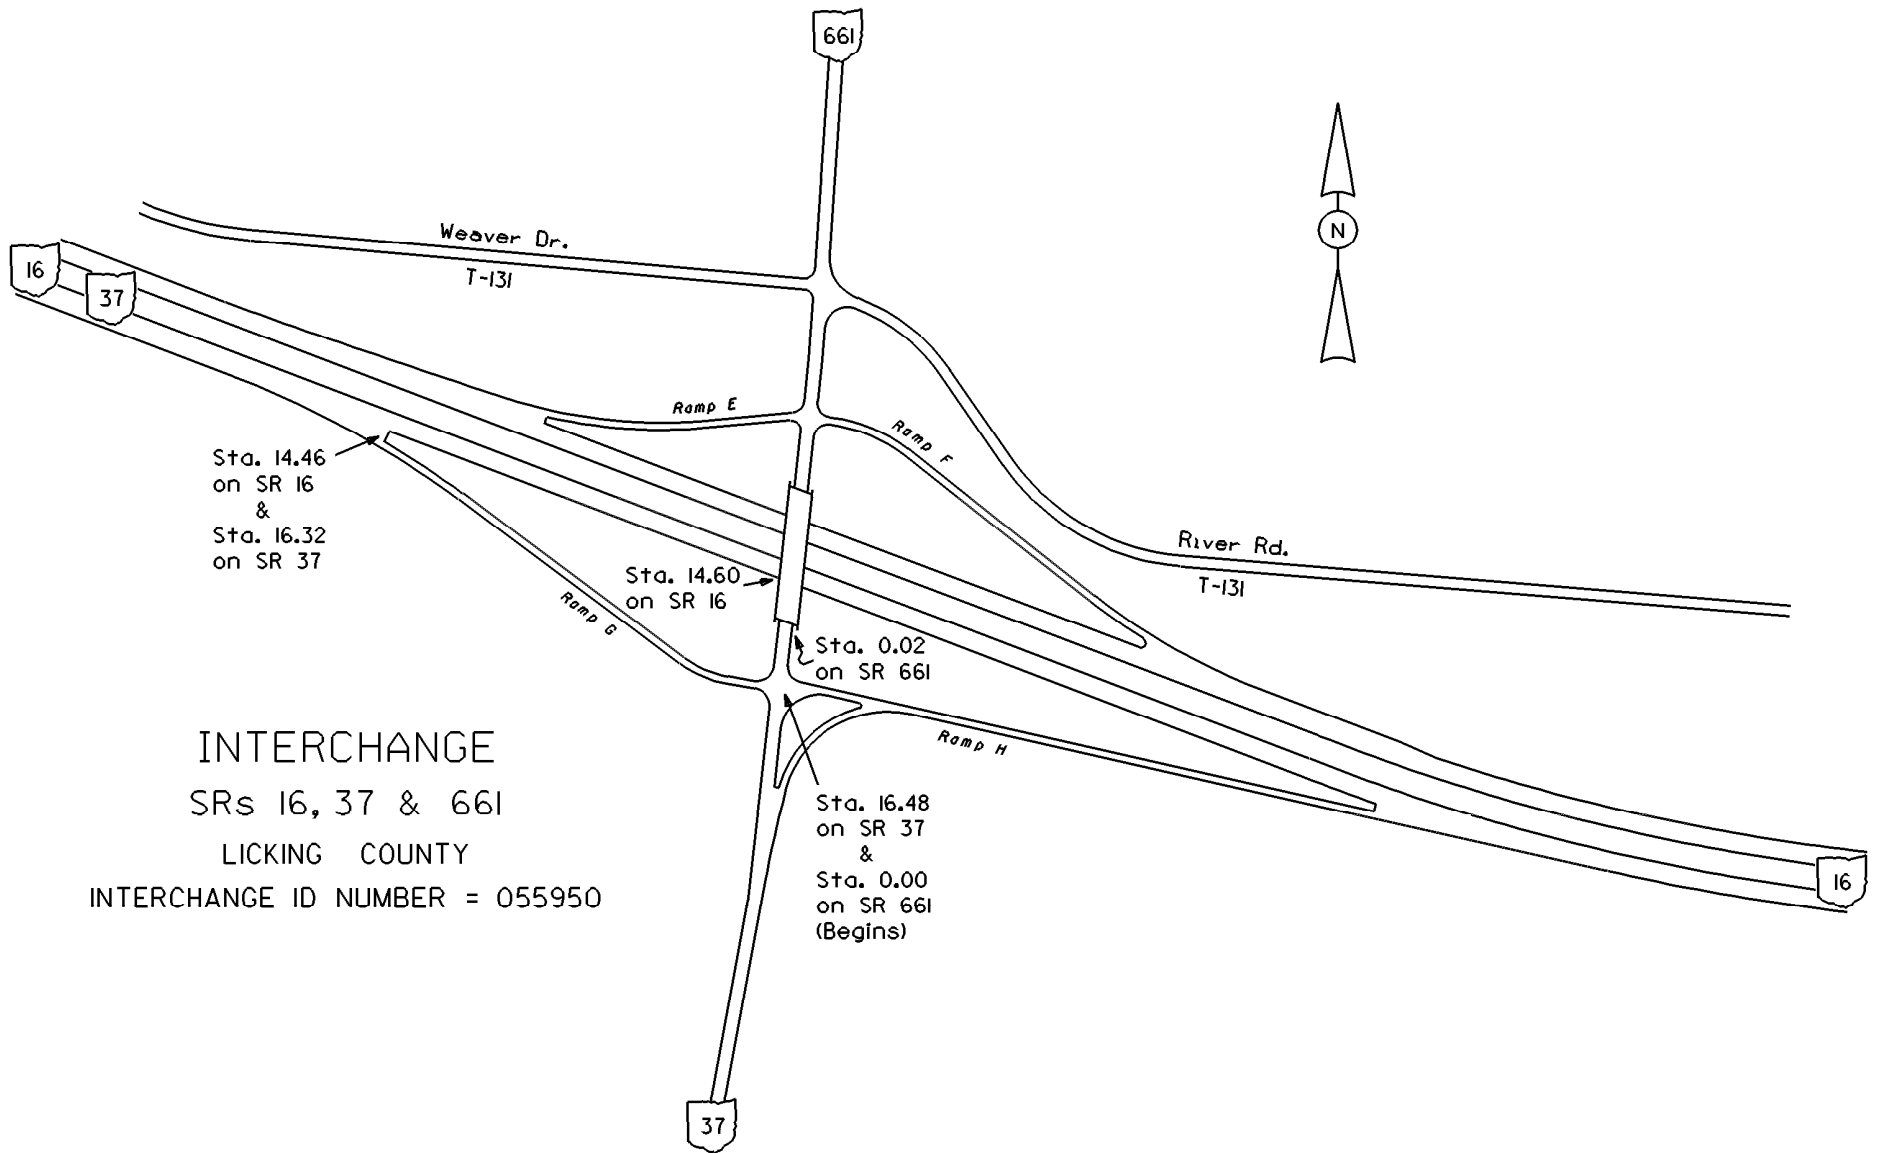 661
N
Weaver Dr.
T-131
16
37
Ramp E
Ramp F
Sta. 14.46
on SR 16
&
Sta. 16.32
on SR 37
River Rd.
T-131
Sta. 14.60
on SR 16
Ramp G
Sta. 0.02
on SR 661
Ramp H
INTERCHANGE
SRs 16, 37 & 661
LICKING COUNTY
INTERCHANGE ID NUMBER = 055950
Sta. 16.48
on SR 37
&
Sta. 0.00
on SR 661
(Begins)
16
37